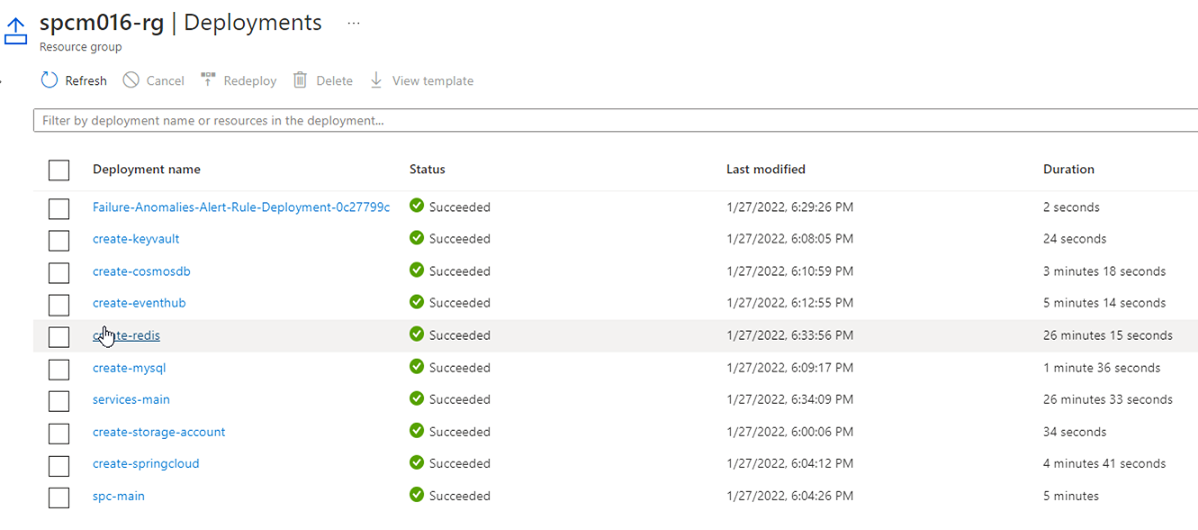 spcm016-rg | Deployments ...
Resource group
Refresh Cancel Redeploy Delete View template
Filter by deployment name or resources in the deployment...
Deployment name Status Last modified Duration
Failure-Anomalies-Alert-Rule-Deployment-0c27799c Succeeded 1/27/2022, 6:29:26 PM 2 seconds
create-keyvault Succeeded 1/27/2022, 6:08:05 PM 24 seconds
create-cosmosdb Succeeded 1/27/2022, 6:10:59 PM 3 minutes 18 seconds
create-eventhub Succeeded 1/27/2022, 6:12:55 PM 5 minutes 14 seconds
create-redis Succeeded 1/27/2022, 6:33:56 PM 26 minutes 15 seconds
create-mysql Succeeded 1/27/2022, 6:09:17 PM 1 minute 36 seconds
services-main Succeeded 1/27/2022, 6:34:09 PM 26 minutes 33 seconds
create-storage-account Succeeded 1/27/2022, 6:00:06 PM 34 seconds
create-springcloud Succeeded 1/27/2022, 6:04:12 PM 4 minutes 41 seconds
spc-main Succeeded 1/27/2022, 6:04:26 PM 5 minutes